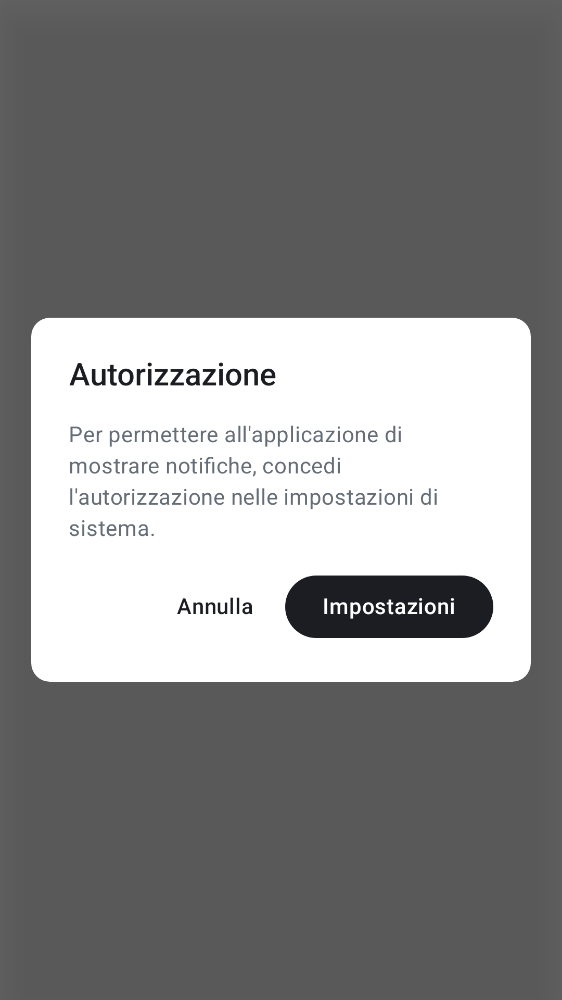 Autorizzazione
Per permettere all'applicazione di
mostrare notifiche, concedi
l'autorizzazione nelle impostazioni di
sistema.
Annulla
Impostazioni